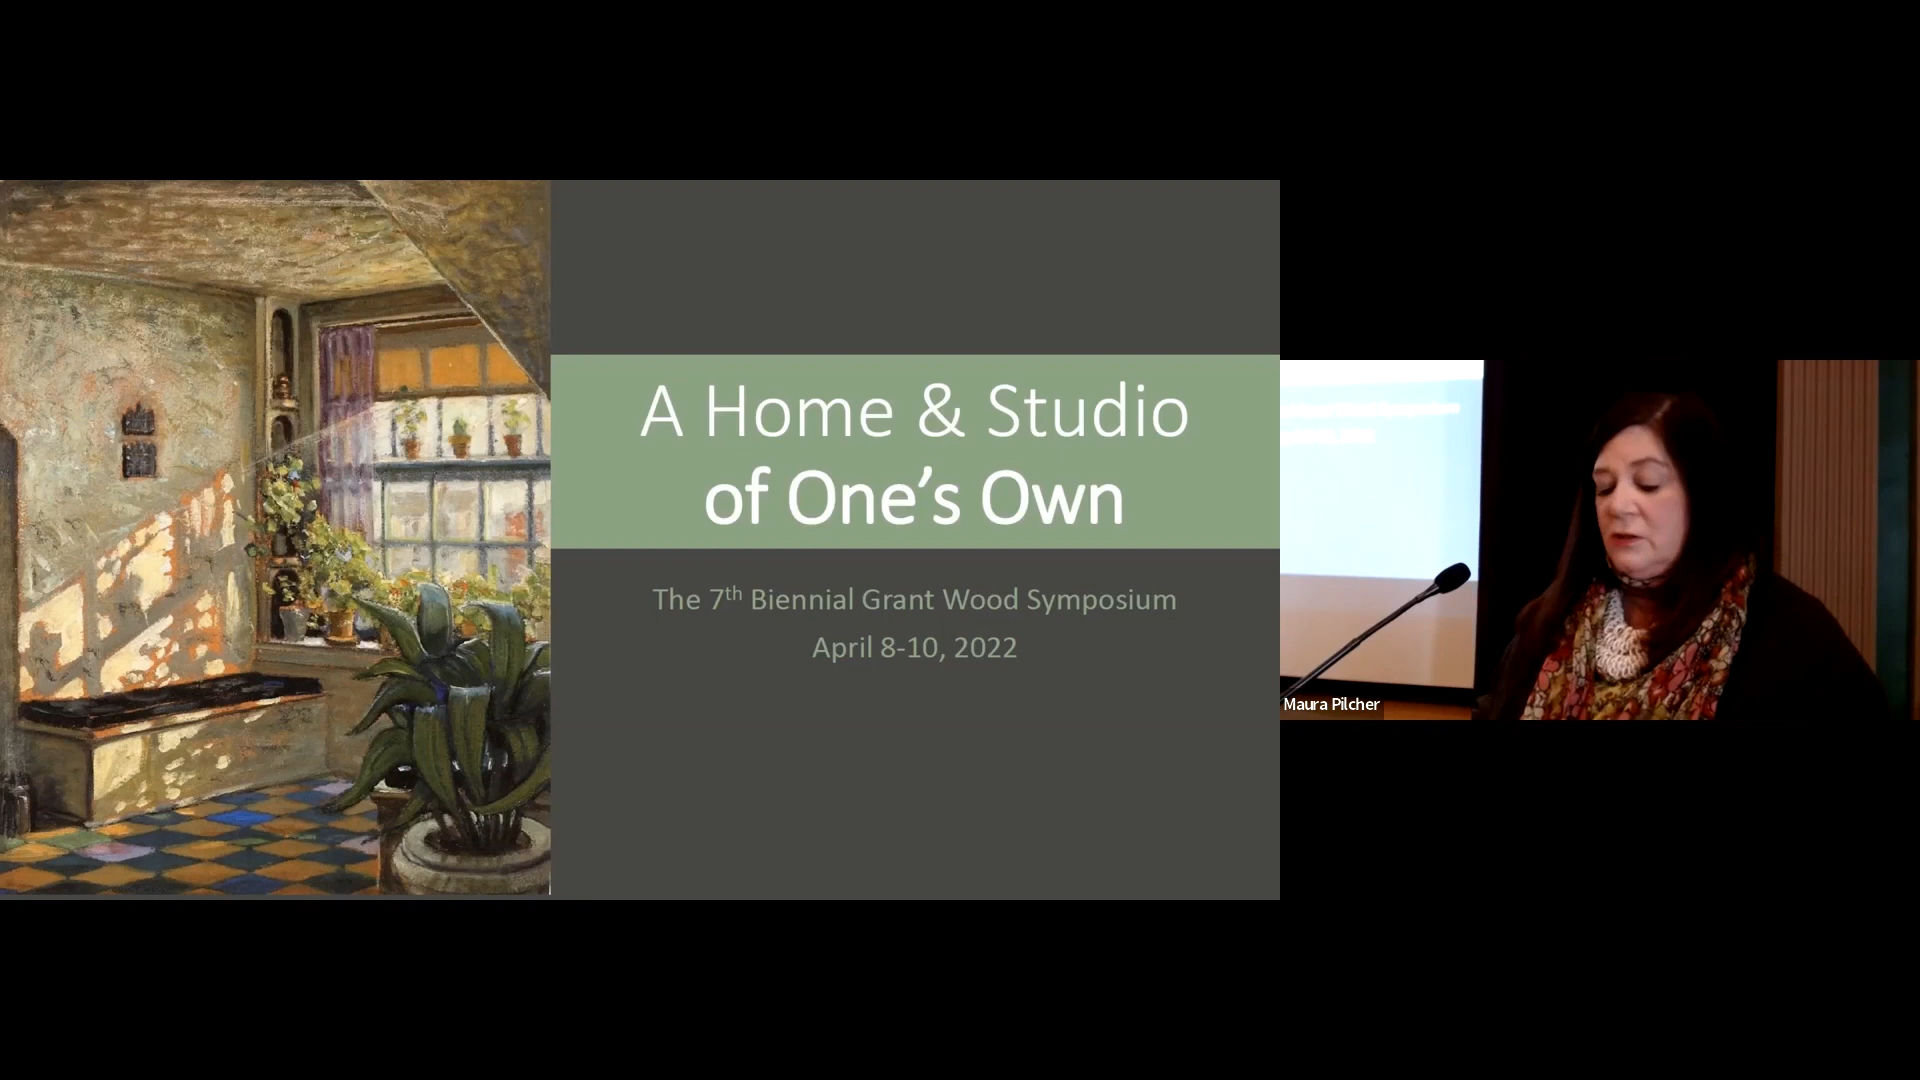 A Home & Studio
of One's Own
The 7th Biennial Grant Wood Symposium
April 8-10, 2022
Maura Pilcher